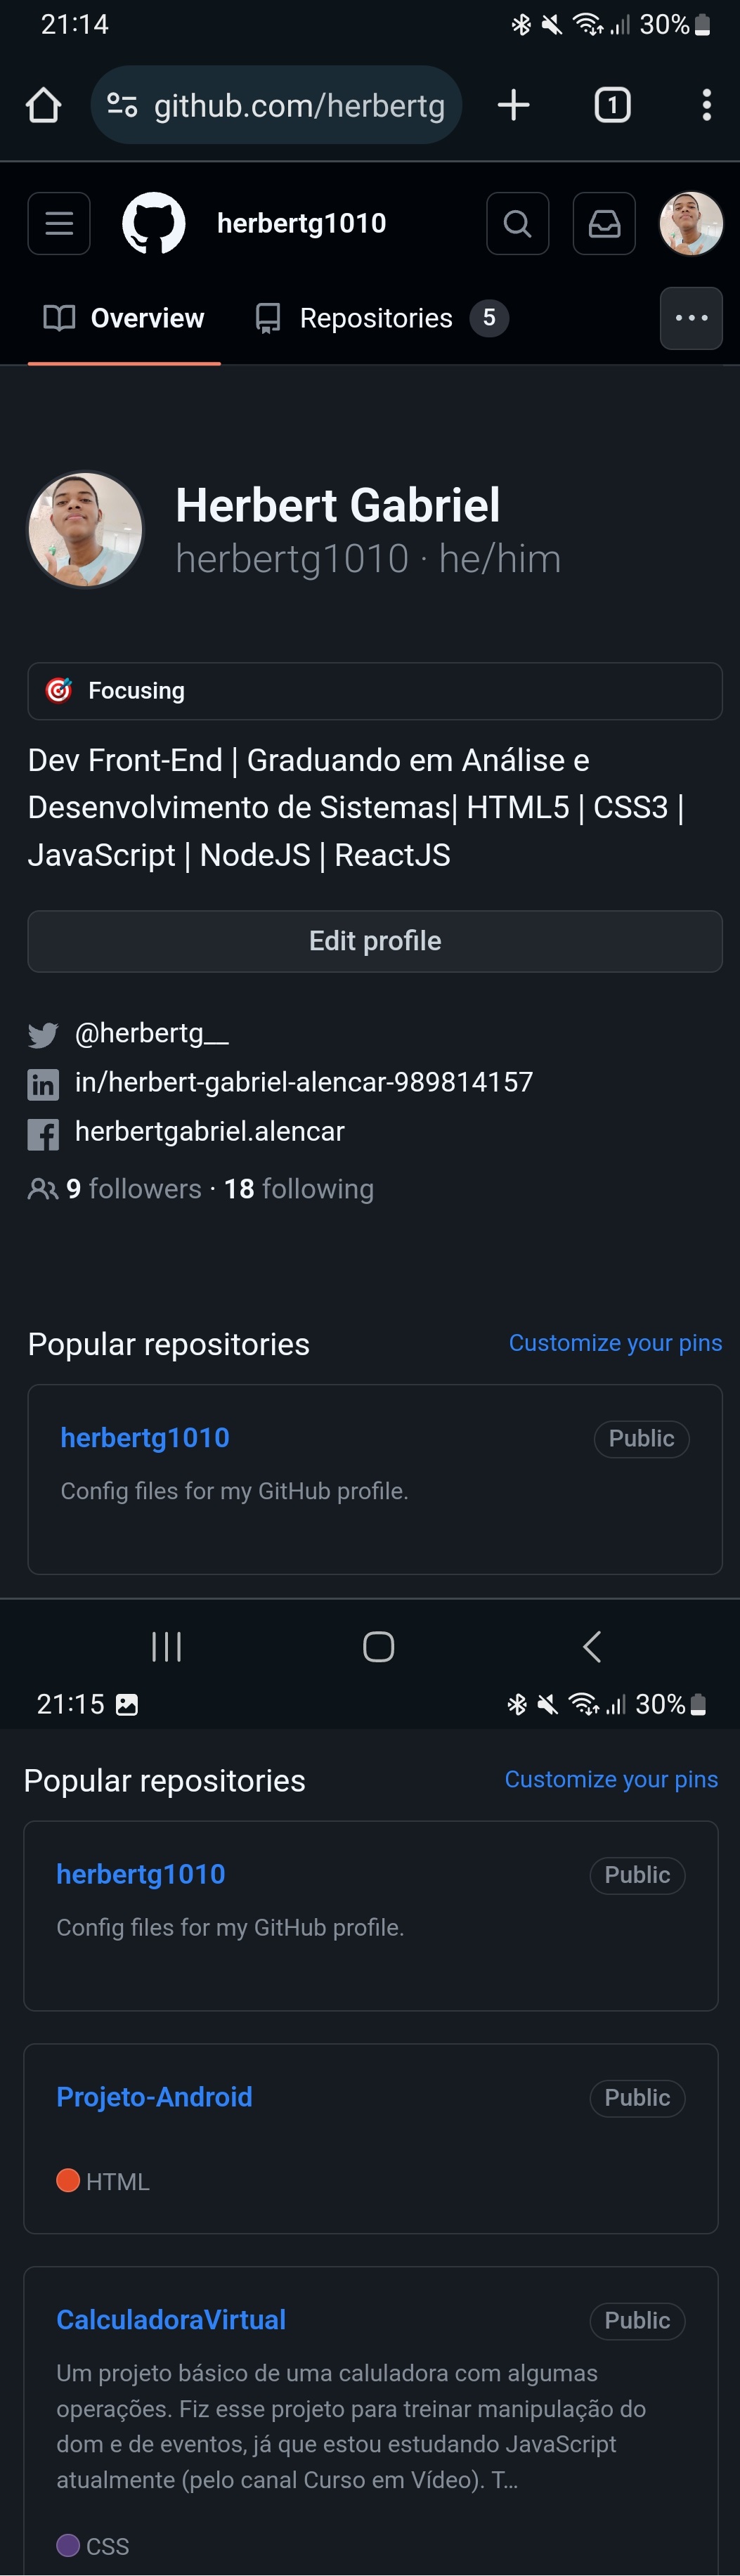 21:14
30%
github.com/herbertg
1
herbertg1010
Overview
Repositories 5
Herbert Gabriel
herbertg1010 · he/him
Focusing
Dev Front-End | Graduando em Análise e
Desenvolvimento de Sistemas| HTML5 | CSS3 |
JavaScript | NodeJS | ReactJS
Edit profile
@herbertg__
in/herbert-gabriel-alencar-989814157
herbertgabriel.alencar
9 followers · 18 following
Popular repositories
Customize your pins
herbertg1010
Public
Config files for my GitHub profile.
21:15
30%
Popular repositories
Customize your pins
herbertg1010
Public
Config files for my GitHub profile.
Projeto-Android
Public
HTML
CalculadoraVirtual
Public
Um projeto básico de uma caluladora com algumas
operações. Fiz esse projeto para treinar manipulação do
dom e de eventos, já que estou estudando JavaScript
atualmente (pelo canal Curso em Vídeo). T...
CSS